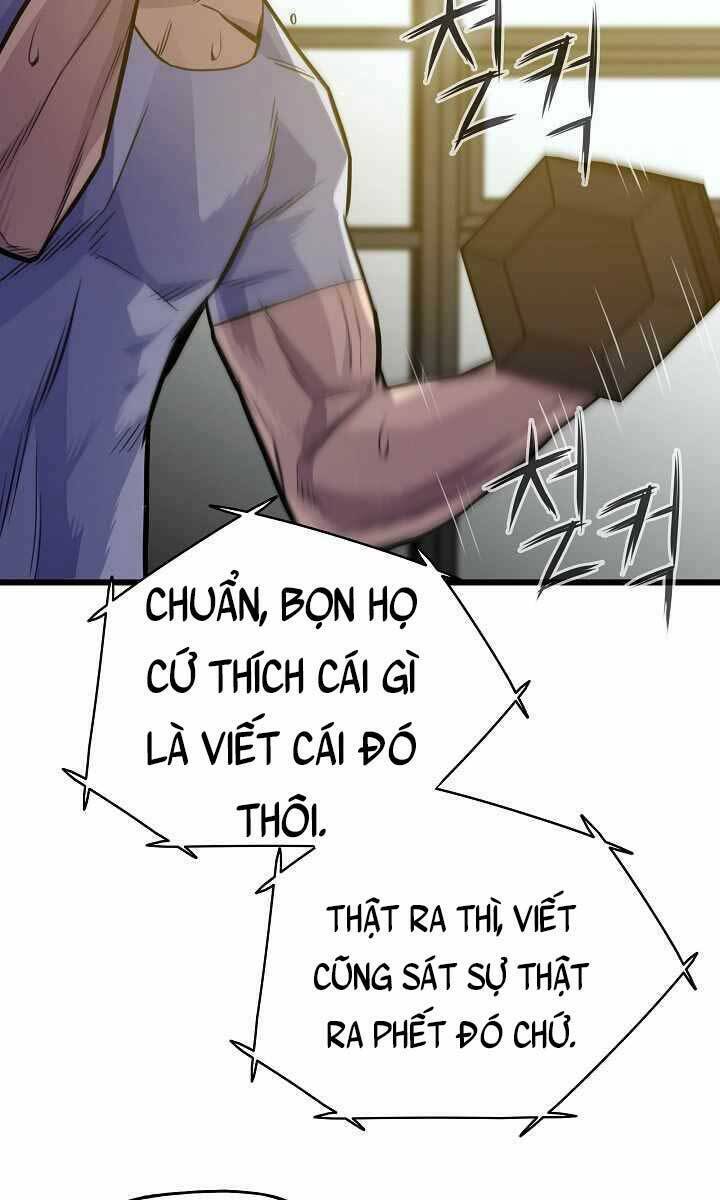 철컥
철컥
CHUẨN, BỌN HỌ
CỨ THÍCH CÁI GÌ
LÀ VIẾT CÁI ĐÓ
THÔI.
THẬT RA THÌ, VIẾT
CŨNG SÁT SỰ THẬT
RA PHẾT ĐÓ CHỨ.